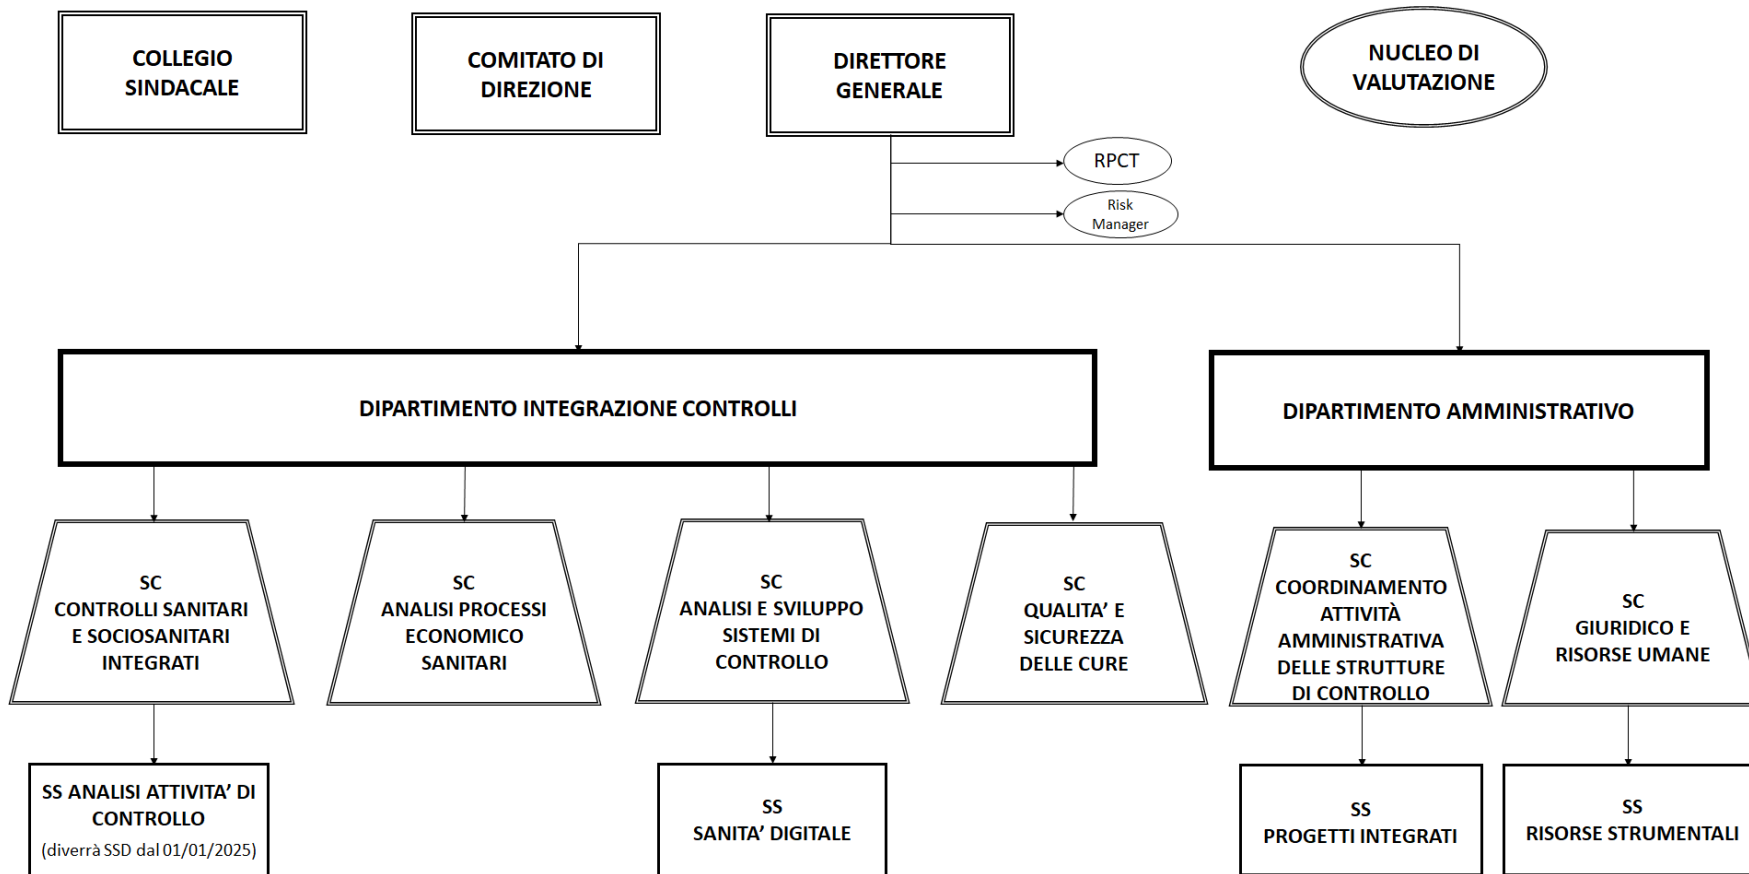 COLLEGIO
SINDACALE
COMITATO DI
DIREZIONE
DIRETTORE
GENERALE
NUCLEO DI
VALUTAZIONE
RPCT
Risk
Manager
DIPARTIMENTO INTEGRAZIONE CONTROLLI
DIPARTIMENTO AMMINISTRATIVO
SC
CONTROLLI SANITARI
E SOCIOSANITARI
INTEGRATI
SC
ANALISI PROCESSI
ECONOMICO
SANITARI
SC
ANALISI E SVILUPPO
SISTEMI DI
CONTROLLO
SC
QUALITA’ E
SICUREZZA
DELLE CURE
SC
COORDINAMENTO
ATTIVITÀ
AMMINISTRATIVA
DELLE STRUTTURE
DI CONTROLLO
SC
GIURIDICO E
RISORSE UMANE
SS ANALISI ATTIVITA’ DI
CONTROLLO
(diverrà SSD dal 01/01/2025)
SS
SANITA’ DIGITALE
SS
PROGETTI INTEGRATI
SS
RISORSE STRUMENTALI